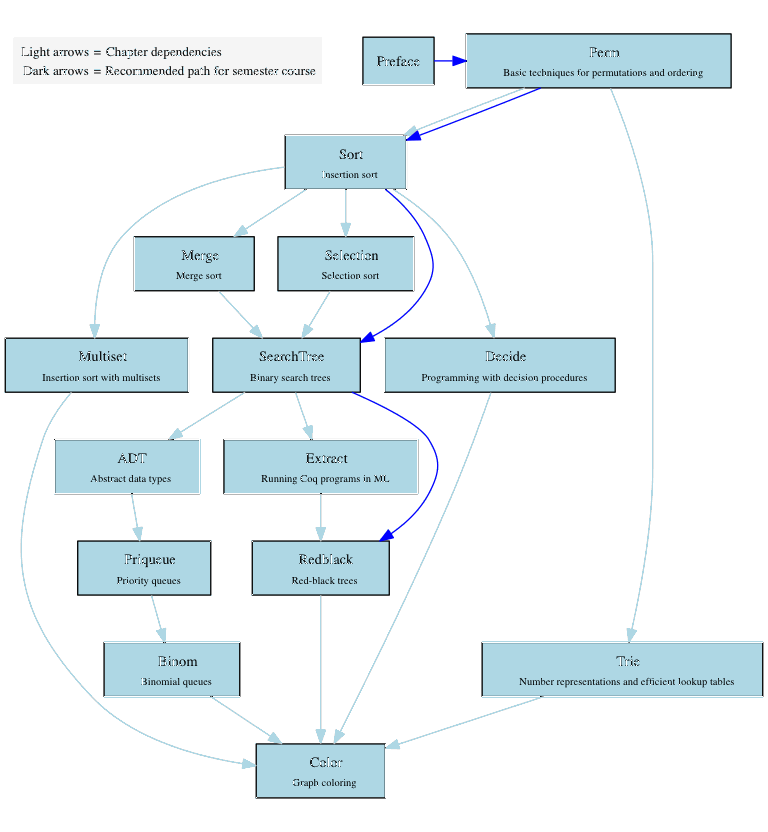 Light arrows = Chapter dependencies
Dark arrows = Recommended path for semester course
Preface
Perm
Basic techniques for permutations and ordering
Sort
Insertion sort
Merge
Merge sort
Selection
Selection sort
Multiset
Insertion sort with multisets
SearchTree
Binary search trees
Decide
Programming with decision procedures
ADT
Abstract data types
Extract
Running Coq programs in ML
Priqueue
Priority queues
Redblack
Red-black trees
Binom
Binomial queues
Trie
Number representations and efficient lookup tables
Color
Graph coloring